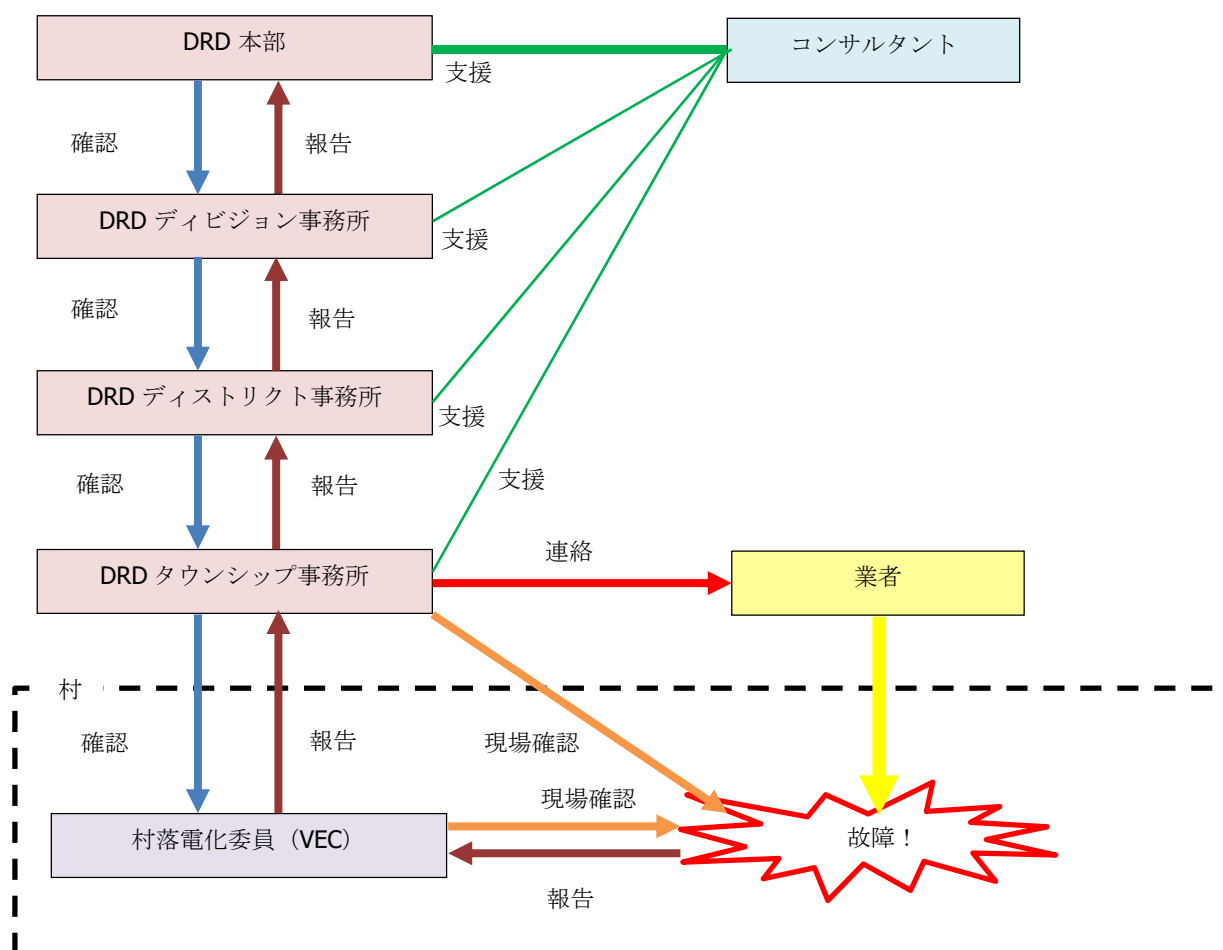 DRD 本部
コンサルタント
支援
確認
報告
DRD ディビジョン事務所
支援
確認
報告
DRD ディストリクト事務所
支援
確認
報告
支援
DRD タウンシップ事務所
連絡
業者
村
確認
報告
現場確認
現場確認
村落電化委員（VEC）
故障！
報告